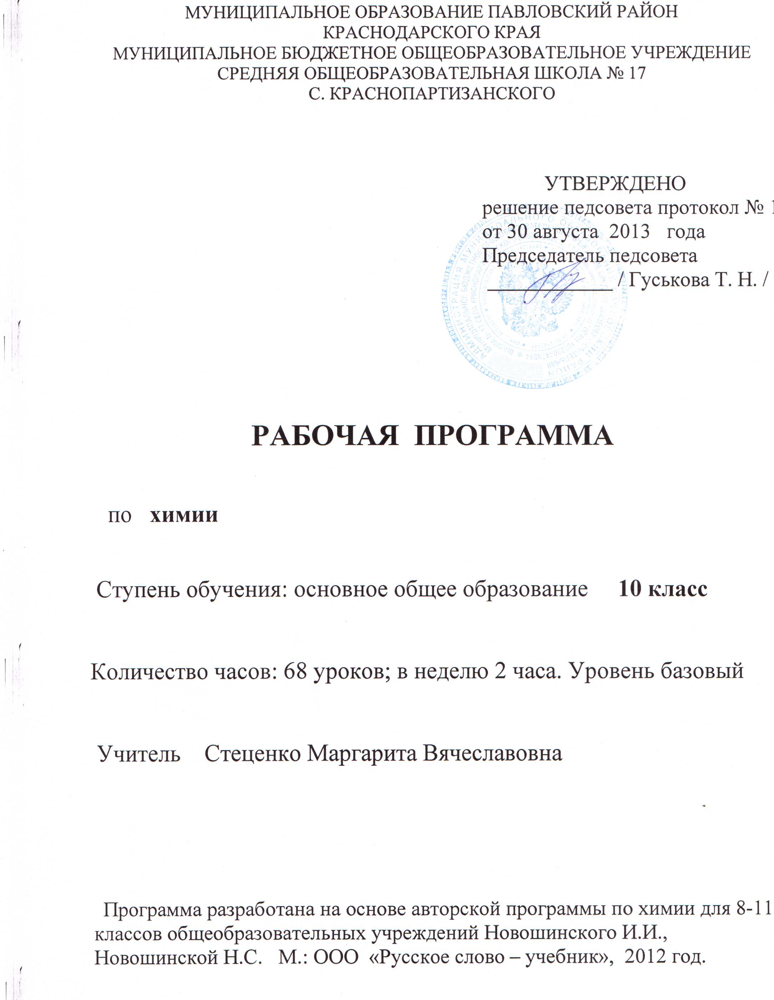 МУНИЦИПАЛЬНОЕ ОБРАЗОВАНИЕ ПАВЛОВСКИЙ РАЙОН
КРАСНОДАРСКОГО КРАЯ
МУНИЦИПАЛЬНОЕ БЮДЖЕТНОЕ ОБЩЕОБРАЗОВАТЕЛЬНОЕ УЧРЕЖДЕНИЕ
СРЕДНЯЯ ОБЩЕОБРАЗОВАТЕЛЬНАЯ ШКОЛА № 17
С. КРАСНОПАРТИЗАНСКОГО
УТВЕРЖДЕНО
решение педсовета протокол № 1
от 30 августа 2013 года
Председатель педсовета
/ Гуськова Т. Н. /
РАБОЧАЯ ПРОГРАММА
по химии
Ступень обучения: основное общее образование 10 класс
Количество часов: 68 уроков; в неделю 2 часа. Уровень базовый
Учитель Стеценко Маргарита Вячеславовна
Программа разработана на основе авторской программы по химии для 8-11
классов общеобразовательных учреждений Новошинского И.И.,
Новошинской Н.С. М.: ООО «Русское слово – учебник», 2012 год.